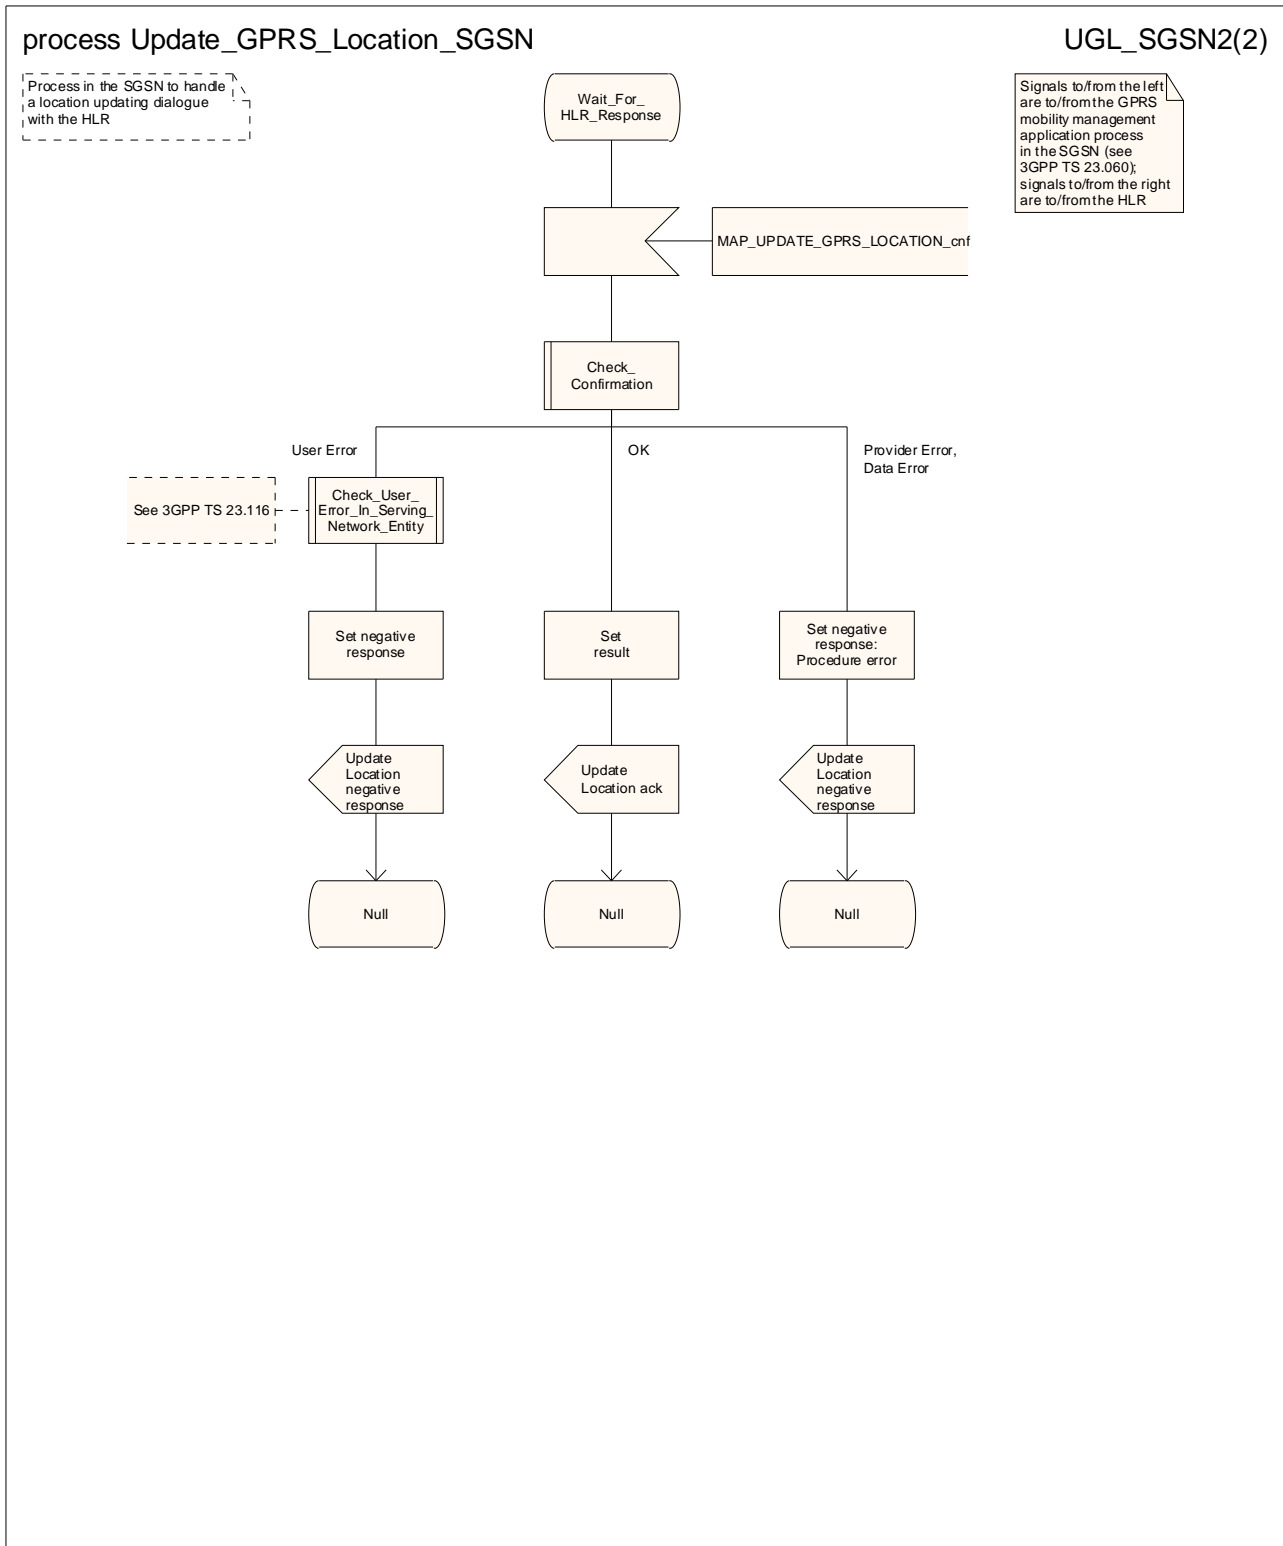 process Update_GPRS_Location_SGSN
UGL_SGSN2(2)
Process in the SGSN to handle
a location updating dialogue
with the HLR
Wait_For_
HLR_Response
Signals to/from the left
are to/from the GPRS
mobility management
application process
in the SGSN (see
3GPP TS 23.060);
signals to/from the right
are to/from the HLR
MAP_UPDATE_GPRS_LOCATION_cnf
Check_
Confirmation
User Error
OK
Provider Error,
Data Error
See 3GPP TS 23.116
Check_User_
Error_In_Serving_
Network_Entity
Set negative
response
Set
result
Set negative
response:
Procedure error
Update
Location
negative
response
Update
Location ack
Update
Location
negative
response
Null
Null
Null